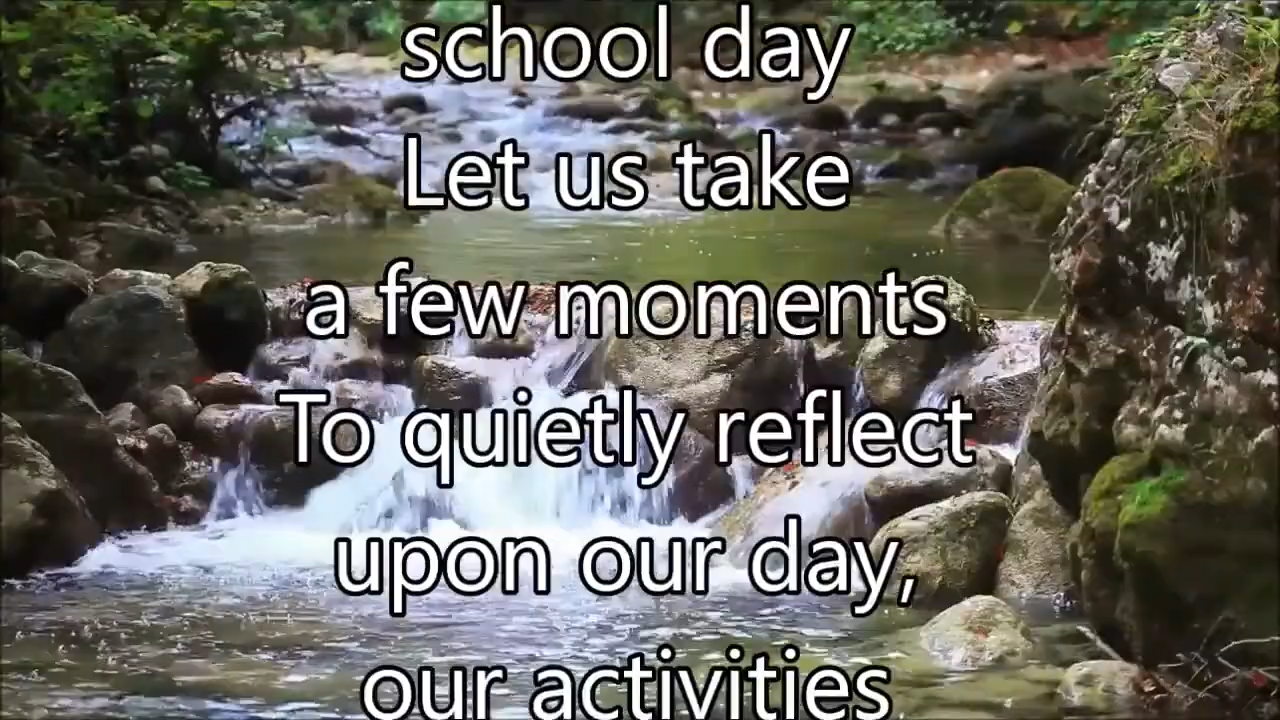 school day
Let us take
a few moments
To quietly reflect
upon our day,
our activities